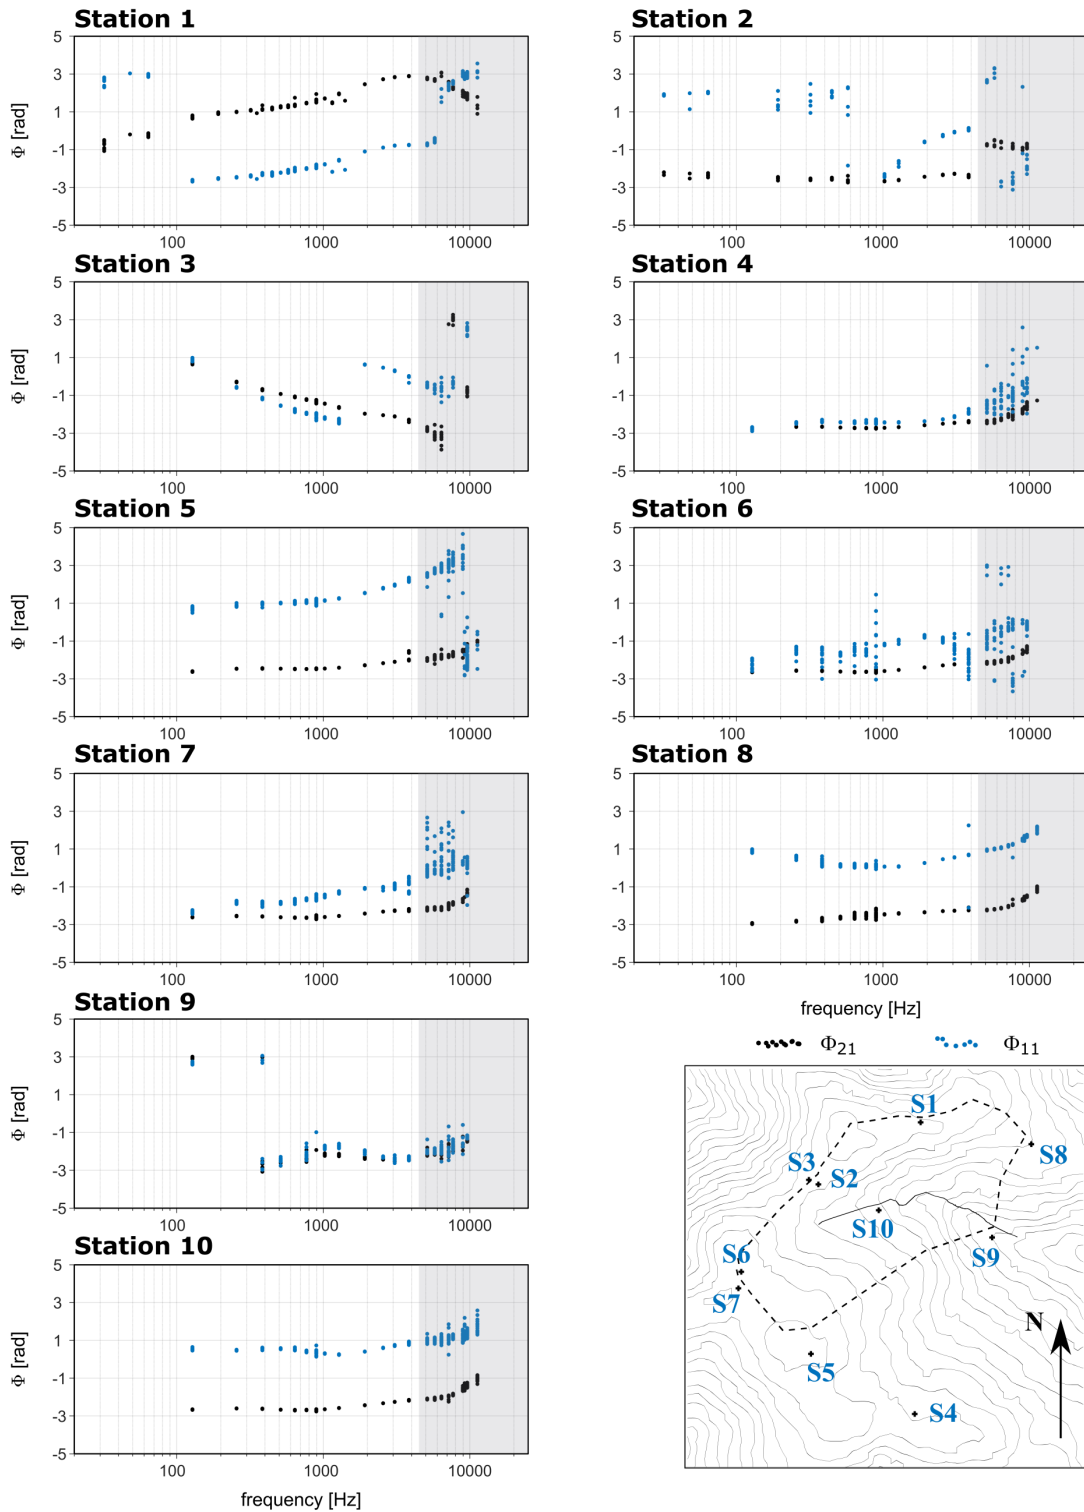 Station 1
Φ [rad]
5
3
1
-1
-3
-5
100
1000
10000
Station 2
5
3
1
-1
-3
-5
100
1000
10000
Station 3
Φ [rad]
5
3
1
-1
-3
-5
100
1000
10000
Station 4
5
3
1
-1
-3
-5
100
1000
10000
Station 5
Φ [rad]
5
3
1
-1
-3
-5
100
1000
10000
Station 6
5
3
1
-1
-3
-5
100
1000
10000
Station 7
Φ [rad]
5
3
1
-1
-3
-5
100
1000
10000
Station 8
5
3
1
-1
-3
-5
100
1000
10000
frequency [Hz]
Station 9
Φ [rad]
5
3
1
-1
-3
-5
100
1000
10000
Station 10
Φ [rad]
5
3
1
-1
-3
-5
100
1000
10000
frequency [Hz]
Φ21
Φ11
S1
S8
S3
S2
S10
S9
S6
S7
N
S5
S4